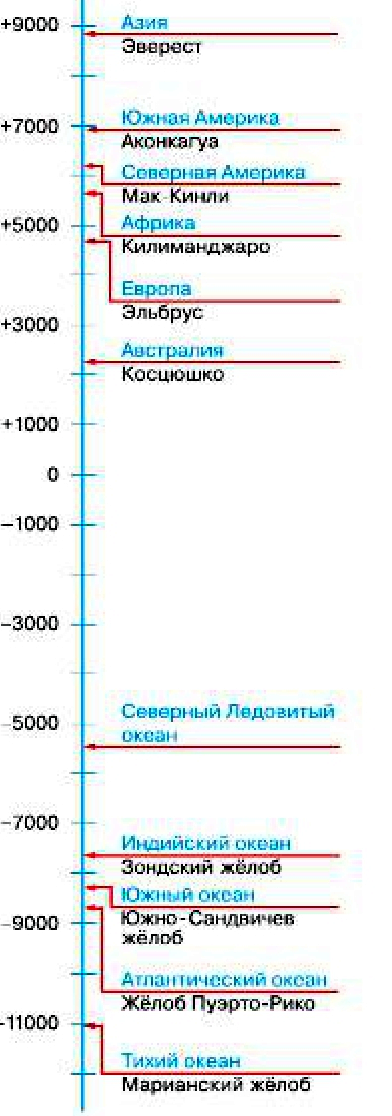 +9000
Азия
Эверест
+7000
Южная Америка
Аконкагуа
Северная Америка
Мак-Кинли
+5000
Африка
Килиманджаро
Европа
Эльбрус
+3000
Австралия
Косцюшко
+1000
0
−1000
−3000
−5000
Северный Ледовитый
океан
−7000
Индийский океан
Зондский жёлоб
Южный океан
−9000
Южно-Сандвичев
жёлоб
Атлантический океан
Жёлоб Пуэрто-Рико
-11000
Тихий океан
Марианский жёлоб